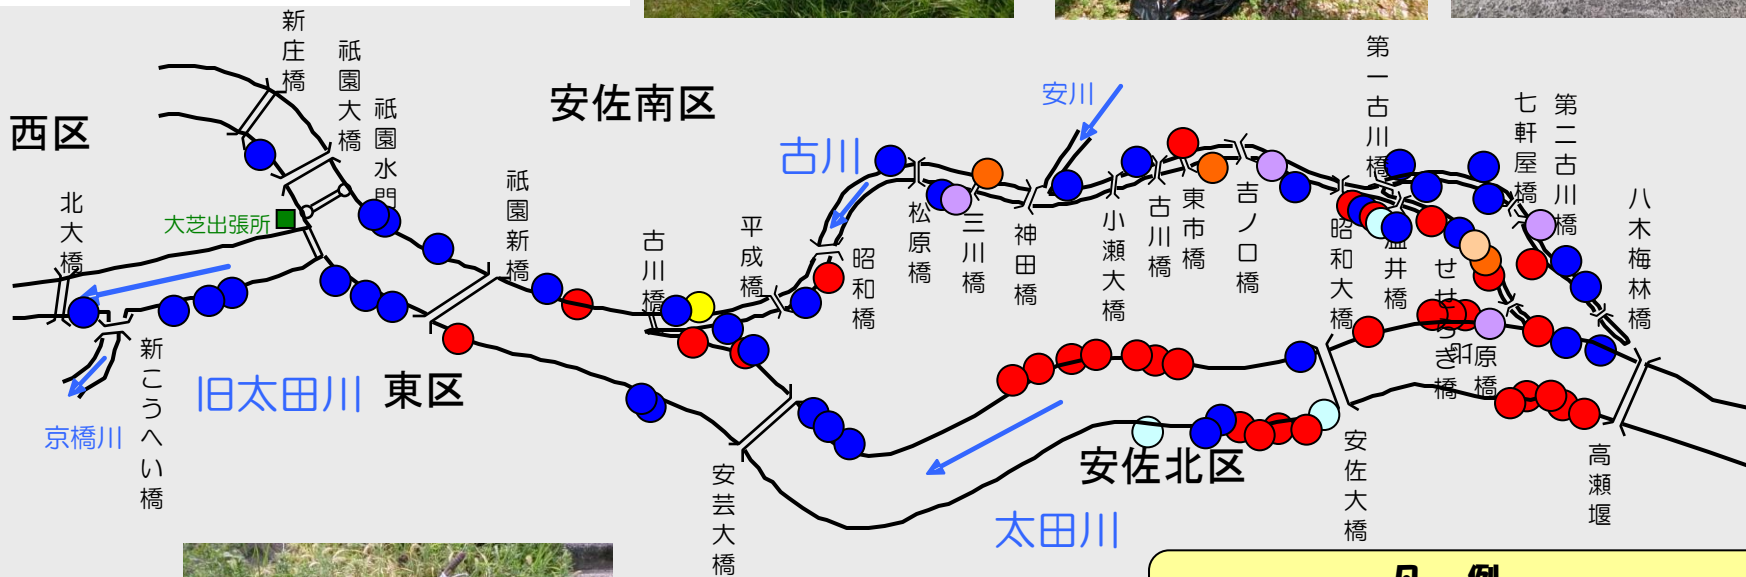 新庄橋
祇園大橋
祇園水門
西区
北大橋
大芝出張所
新こうへい橋
京橋川
旧太田川
東区
祇園新橋
安佐南区
古川橋
平成橋
昭和橋
古川
松原橋
三川橋
神田橋
安川
小瀬大橋
古川橋
東市橋
吉ノ口橋
第一古川橋
昭和大橋
温井橋
せせらぎ橋
七軒屋橋
第二古川橋
八木梅林橋
安芸大橋
太田川
安佐北区
安佐大橋
高瀬堰
凡例